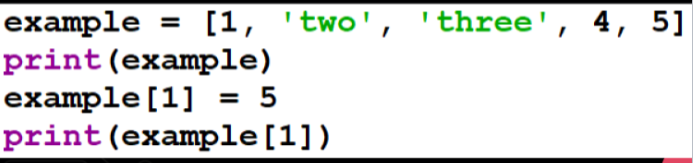 example = [1, 'two', 'three', 4, 5]
print(example)
example[1] = 5
print(example[1])